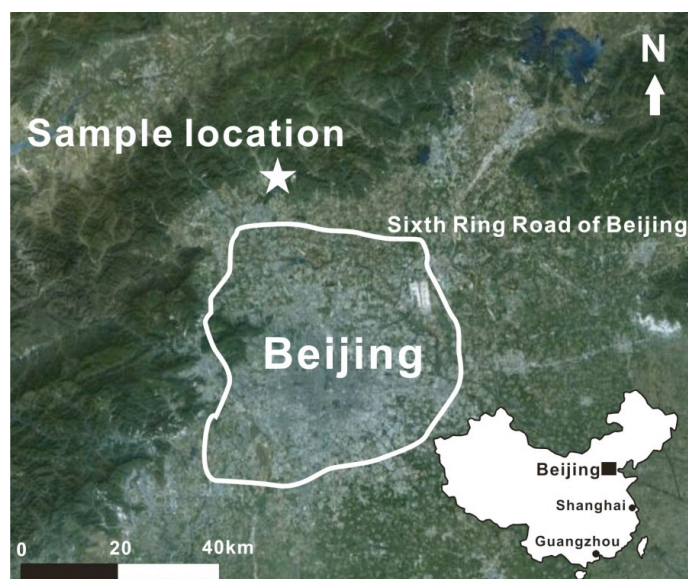 N
Sample location
Sixth Ring Road of Beijing
Beijing
Beijing
Shanghai
Guangzhou
0 20 40km